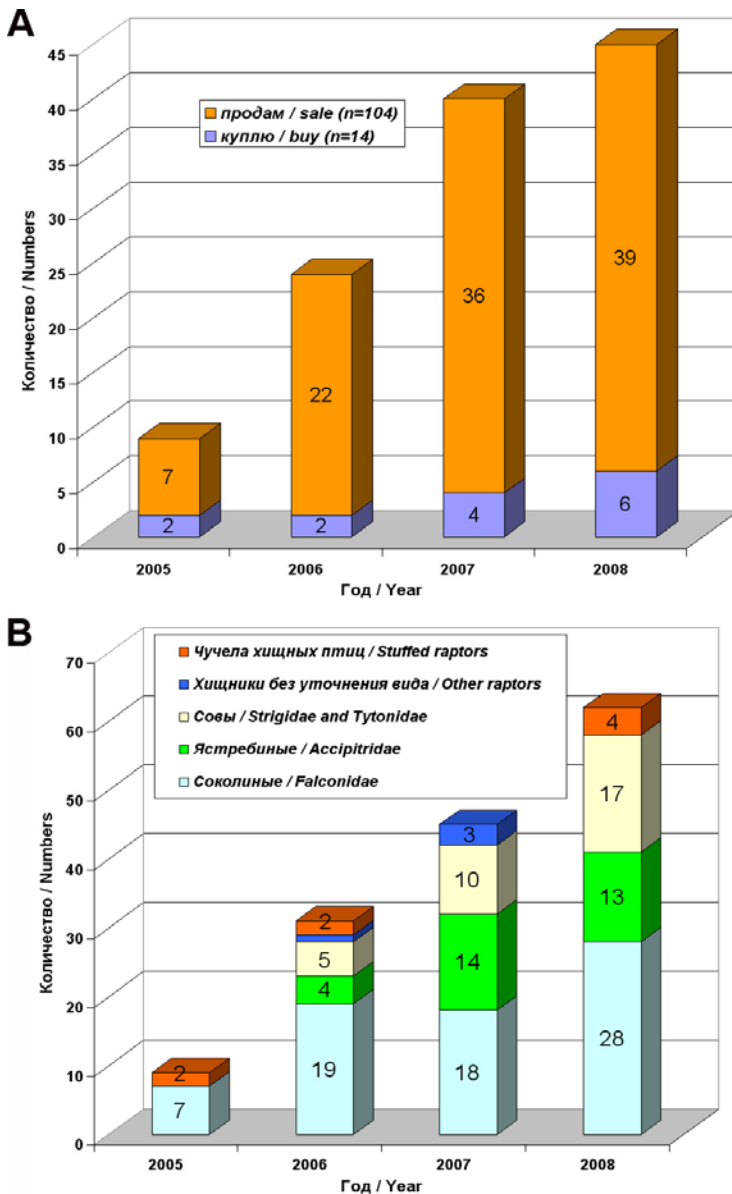 A
45
40
35
30
25
20
15
10
5
0
Количество / Numbers
продам / sale (n=104)
куплю / buy (n=14)
7
2
22
2
36
4
39
6
2005 2006 2007 2008
Год / Year
B
70
60
50
40
30
20
10
0
Количество / Numbers
Чучела хищных птиц / Stuffed raptors
Хищники без уточнения вида / Other raptors
Совы / Strigidae and Tytonidae
Ястребиные / Accipitridae
Соколиные / Falconidae
2
7
2
5
4
19
3
10
14
18
4
17
13
28
2005 2006 2007 2008
Год / Year